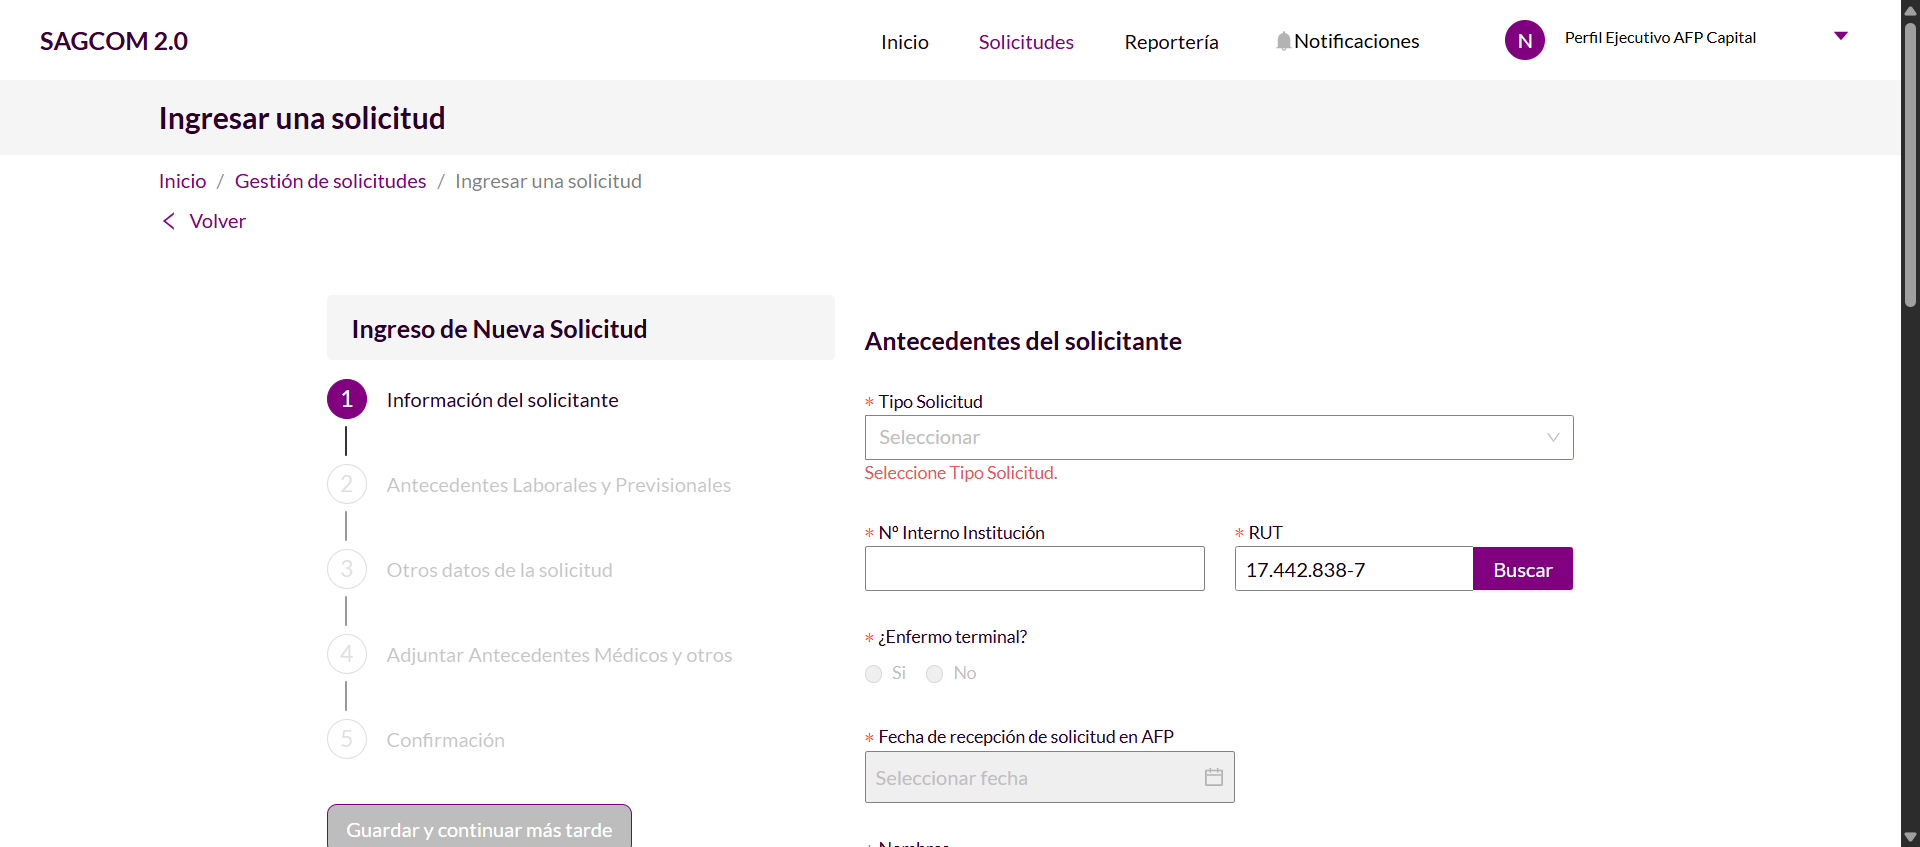 SAGCOM 2.0
Inicio
Solicitudes
Reportería
Notificaciones
N
Perfil Ejecutivo AFP Capital
Ingresar una solicitud
Inicio / Gestión de solicitudes / Ingresar una solicitud
Volver
Ingreso de Nueva Solicitud
1 Información del solicitante
2 Antecedentes Laborales y Previsionales
3 Otros datos de la solicitud
4 Adjuntar Antecedentes Médicos y otros
5 Confirmación
Guardar y continuar más tarde
Antecedentes del solicitante
* Tipo Solicitud
Seleccionar
Seleccione Tipo Solicitud.
* Nº Interno Institución
* RUT
17.442.838-7
Buscar
* ¿Enfermo terminal?
Si
No
* Fecha de recepción de solicitud en AFP
Seleccionar fecha